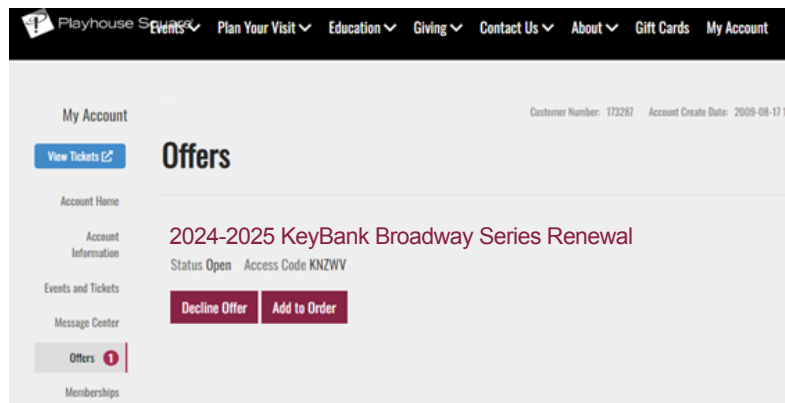 Playhouse Square
Events Plan Your Visit Education Giving Contact Us About Gift Cards My Account
My Account
Customer Number: 173287 Account Create Date: 2009-08-17 1
View Tickets
Offers
Account Home
Account
Information
2024-2025 KeyBank Broadway Series Renewal
Status Open Access Code KNZWV
Events and Tickets
Decline Offer Add to Order
Message Center
Offers 1
Memberships